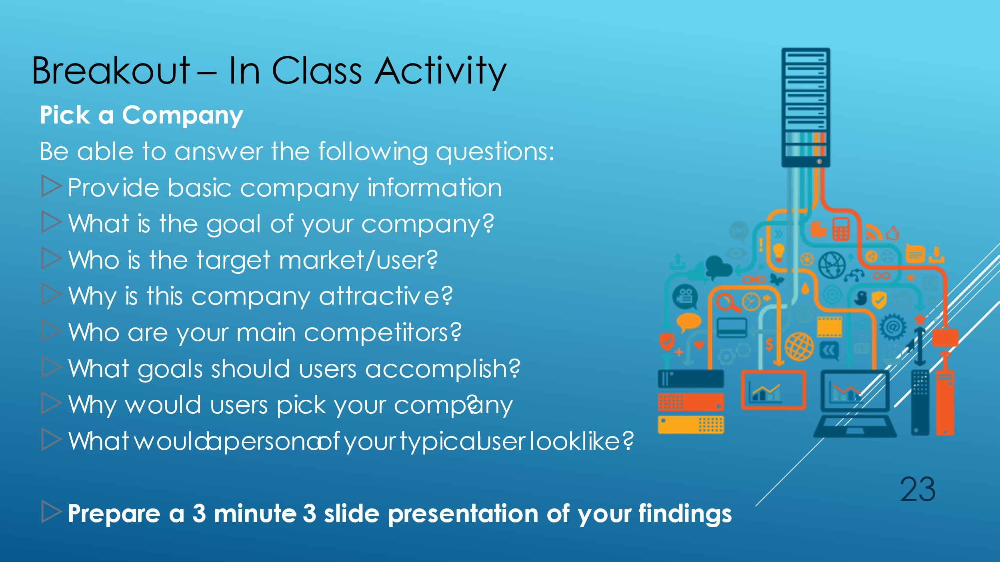 Breakout – In Class Activity
Pick a Company
Be able to answer the following questions:
Provide basic company information
What is the goal of your company?
Who is the target market/user?
Why is this company attractive?
Who are your main competitors?
What goals should users accomplish?
Why would users pick your company?
What would a persona of your typical user look like?
Prepare a 3 minute 3 slide presentation of your findings
23
SMS